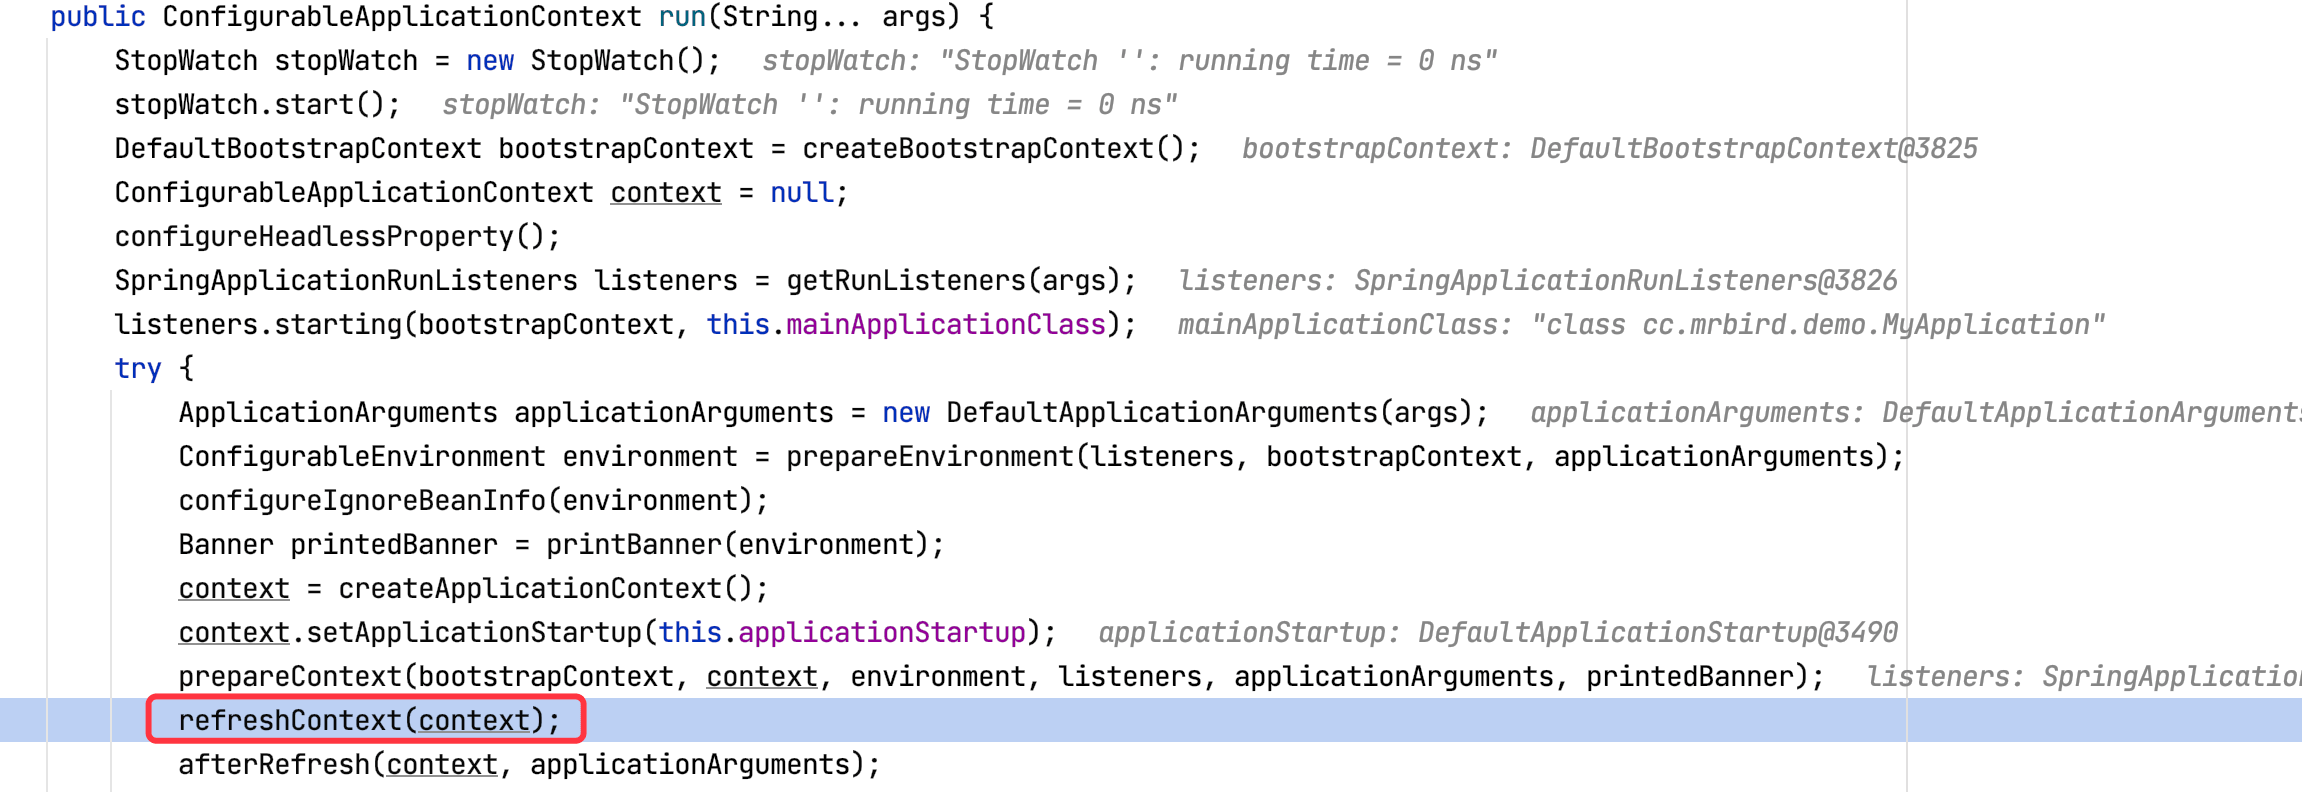 public ConfigurableApplicationContext run(String... args) {
StopWatch stopWatch = new StopWatch(); stopWatch: "StopWatch '': running time = 0 ns"
stopWatch.start(); stopWatch: "StopWatch '': running time = 0 ns"
DefaultBootstrapContext bootstrapContext = createBootstrapContext(); bootstrapContext: DefaultBootstrapContext@3825
ConfigurableApplicationContext context = null;
configureHeadlessProperty();
SpringApplicationRunListeners listeners = getRunListeners(args); listeners: SpringApplicationRunListeners@3826
listeners.starting(bootstrapContext, this.mainApplicationClass); mainApplicationClass: "class cc.mrbird.demo.MyApplication"
try {
ApplicationArguments applicationArguments = new DefaultApplicationArguments(args); applicationArguments: DefaultApplicationArguments
ConfigurableEnvironment environment = prepareEnvironment(listeners, bootstrapContext, applicationArguments);
configureIgnoreBeanInfo(environment);
Banner printedBanner = printBanner(environment);
context = createApplicationContext();
context.setApplicationStartup(this.applicationStartup); applicationStartup: DefaultApplicationStartup@3490
prepareContext(bootstrapContext, context, environment, listeners, applicationArguments, printedBanner); listeners: SpringApplication
refreshContext(context);
afterRefresh(context, applicationArguments);